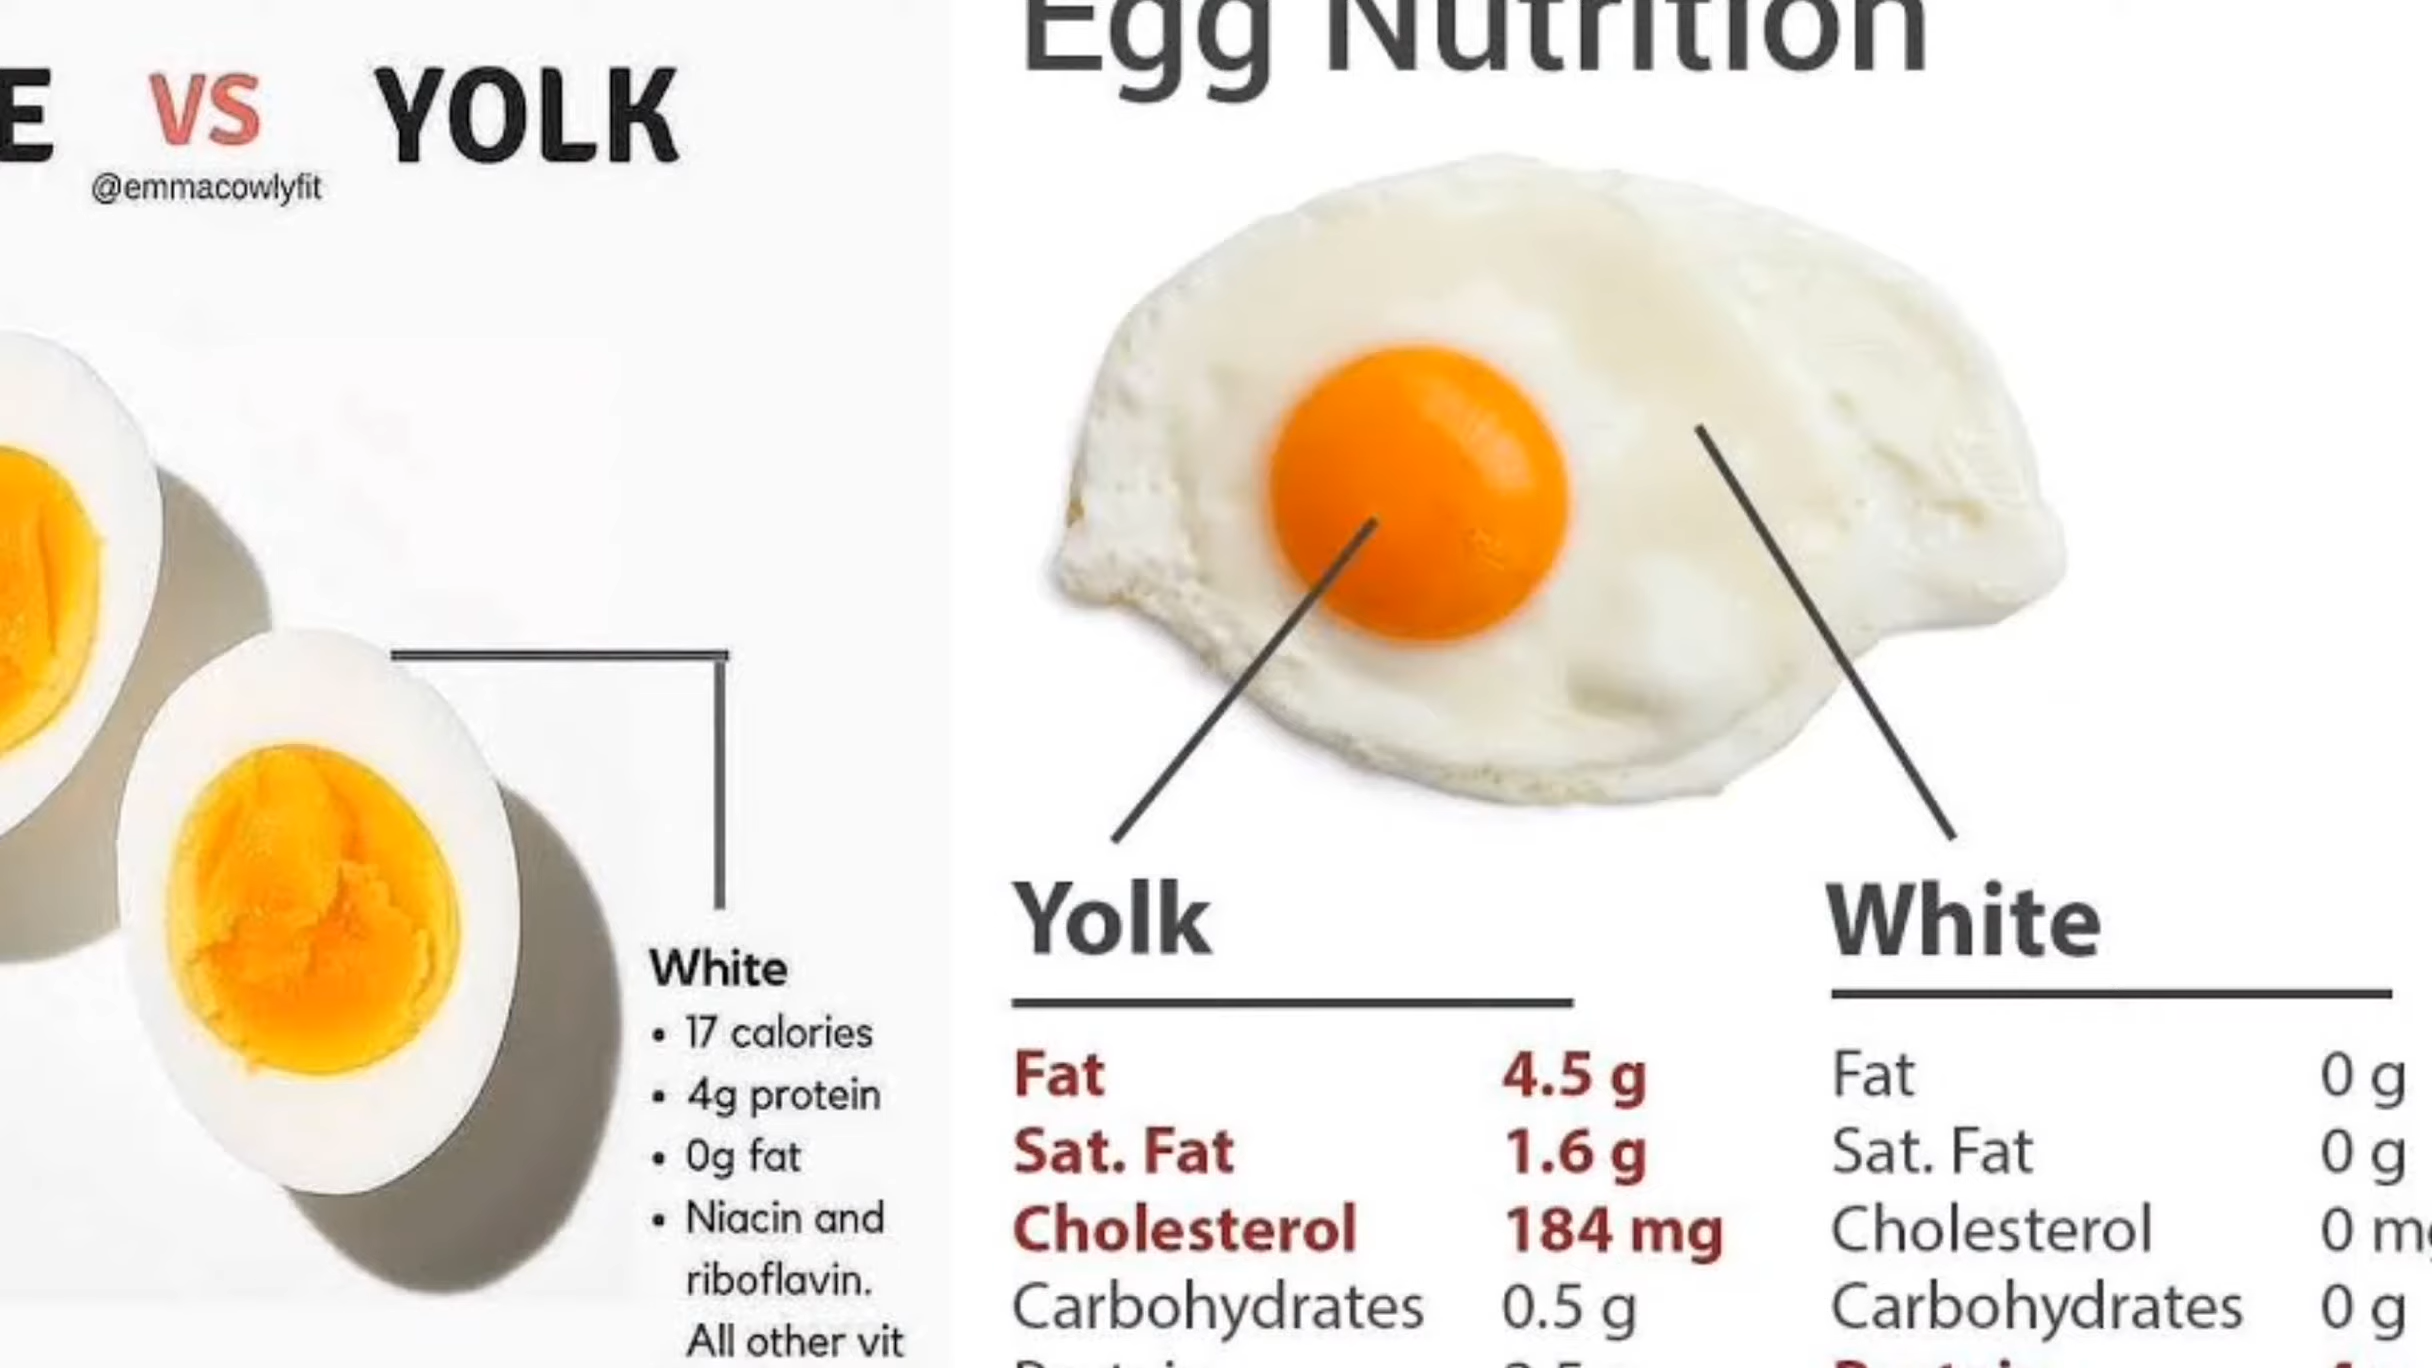 E VS YOLK
@emmacowlyfit
White
• 17 calories
• 4g protein
• 0g fat
• Niacin and
riboflavin.
All other vit
Egg Nutrition
Yolk
Fat 4.5 g
Sat. Fat 1.6 g
Cholesterol 184 mg
Carbohydrates 0.5 g
White
Fat 0 g
Sat. Fat 0 g
Cholesterol 0 mg
Carbohydrates 0 g